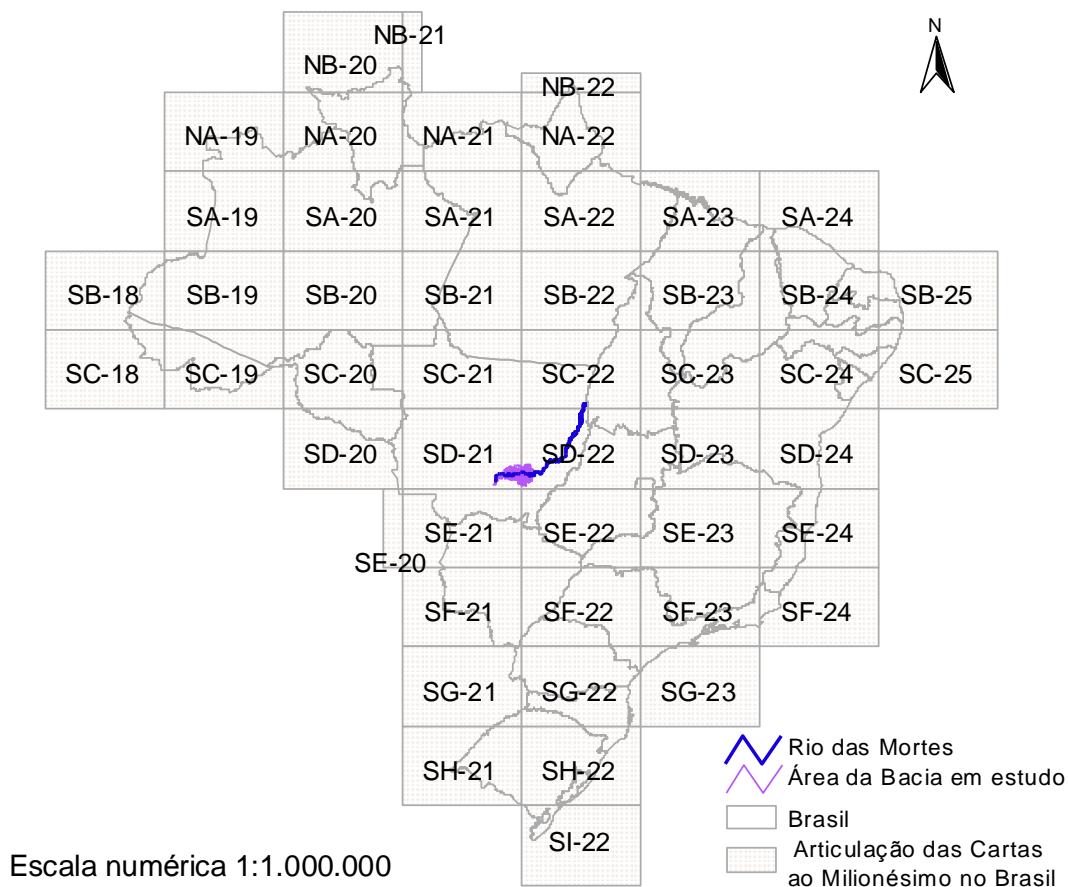 N
NB-21
NB-20
NB-22
NA-19 NA-20 NA-21 NA-22
SA-19 SA-20 SA-21 SA-22 SA-23 SA-24
SB-18 SB-19 SB-20 SB-21 SB-22 SB-23 SB-24 SB-25
SC-18 SC-19 SC-20 SC-21 SC-22 SC-23 SC-24 SC-25
SD-20 SD-21 SD-22 SD-23 SD-24
SE-21 SE-22 SE-23 SE-24
SE-20
SF-21 SF-22 SF-23 SF-24
SG-21 SG-22 SG-23
SH-21 SH-22
SI-22
Rio das Mortes
Área da Bacia em estudo
Brasil
Articulação das Cartas
ao Milionésimo no Brasil
Escala numérica 1:1.000.000